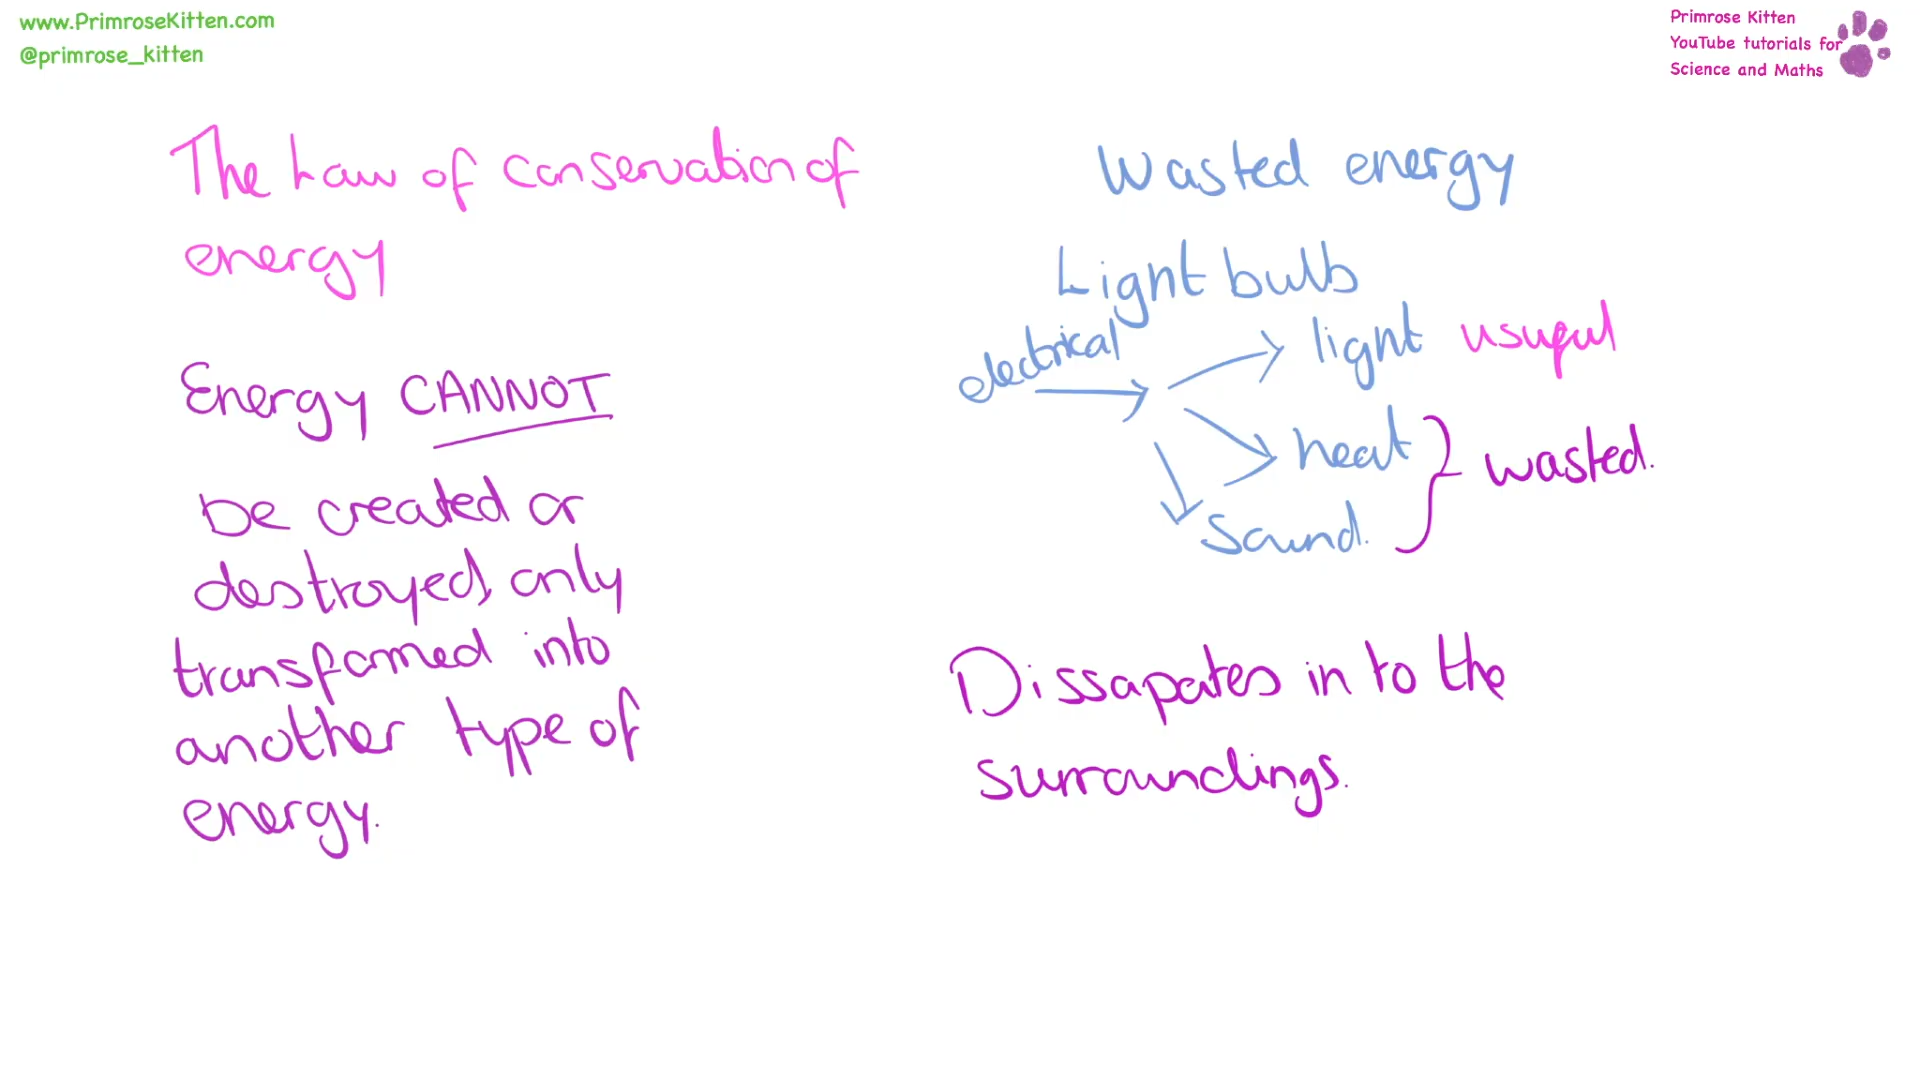 www.PrimroseKitten.com
@primrose_kitten
Primrose Kitten
YouTube tutorials for
Science and Maths
The Law of conservation of
energy
Energy CANNOT
be created or
destroyed, only
transformed into
another type of
energy.
Wasted energy
Light bulb
electrical
light usuful
heat
wasted.
Sound.
Dissapates in to the
surroundings.